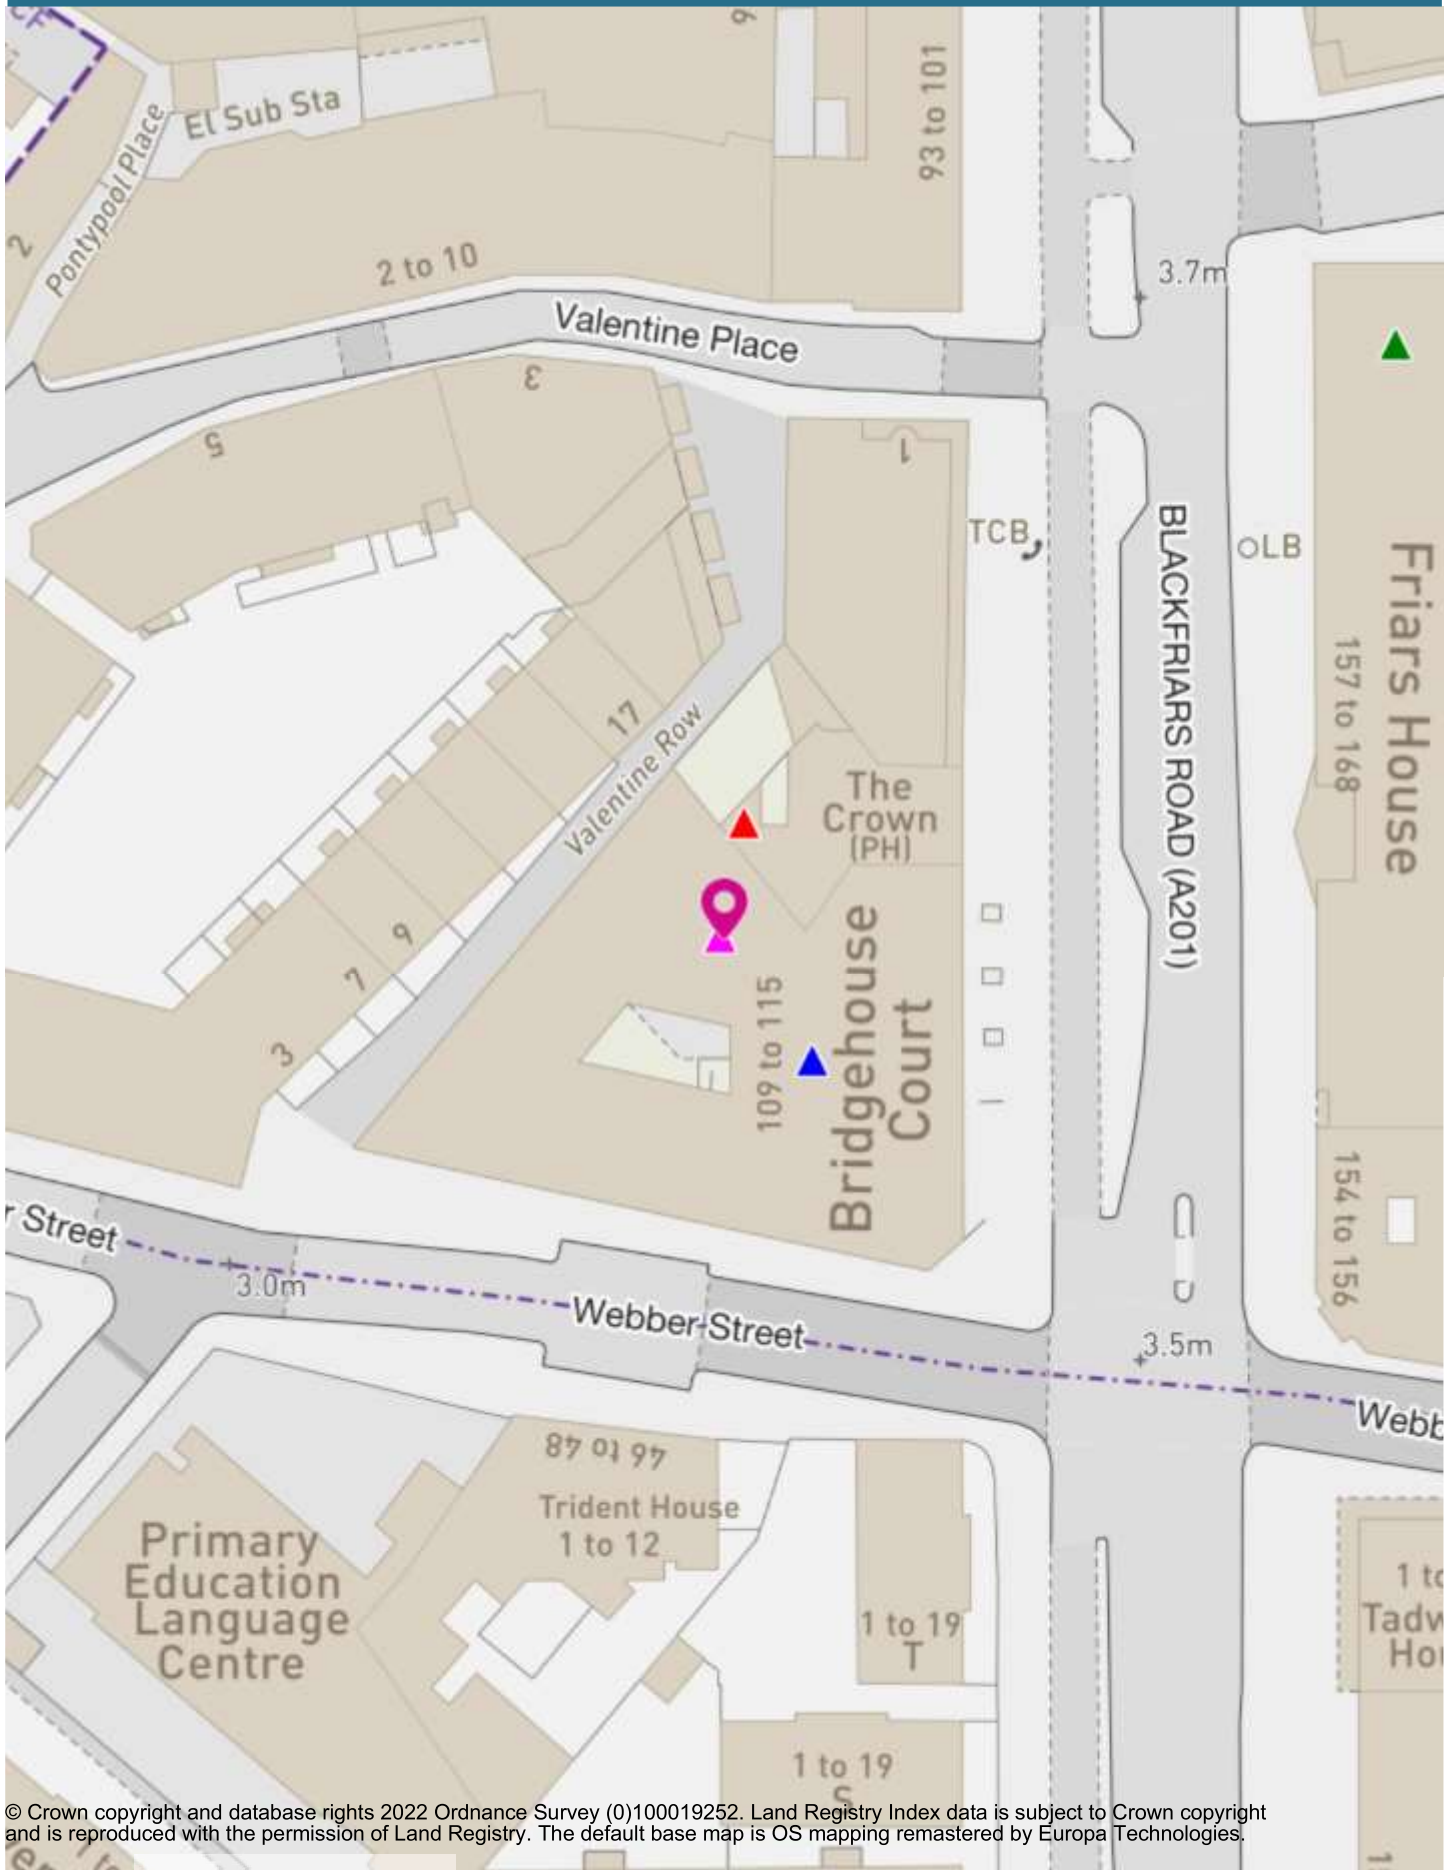 El Sub Sta
93 to 101
Pontypool Place
2
2 to 10
3.7m
Valentine Place
3
5
1
TCB
LB
BLACKFRIARS ROAD (A201)
Friars House
157 to 168
17
Valentine Row
The
Crown
(PH)
9
7
3
109 to 115
Bridgehouse
Court
154 to 156
r Street
3.0m
Webber Street
3.5m
Webb
46 to 48
Trident House
1 to 12
Primary
Education
Language
Centre
1 to 19
T
1 to
Tadw
Hou
1 to 19
S
© Crown copyright and database rights 2022 Ordnance Survey (0)100019252. Land Registry Index data is subject to Crown copyright
and is reproduced with the permission of Land Registry. The default base map is OS mapping remastered by Europa Technologies.
1